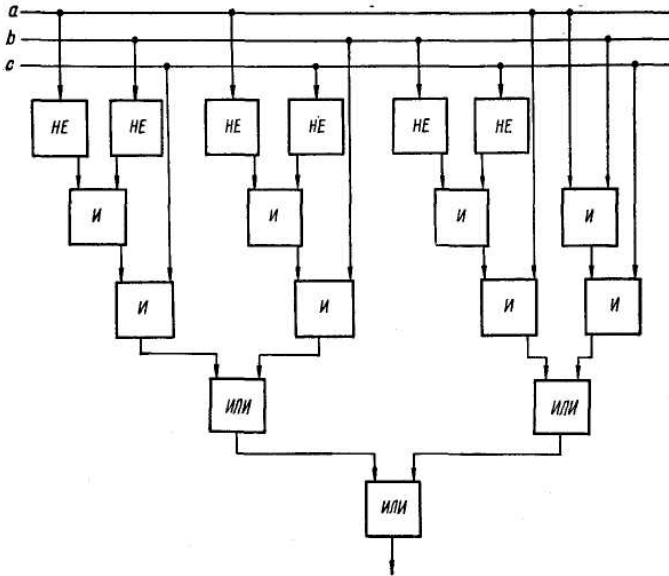 a
b
c
НЕ НЕ НЕ НЕ НЕ НЕ
И И И И
И И И И
ИЛИ ИЛИ
ИЛИ